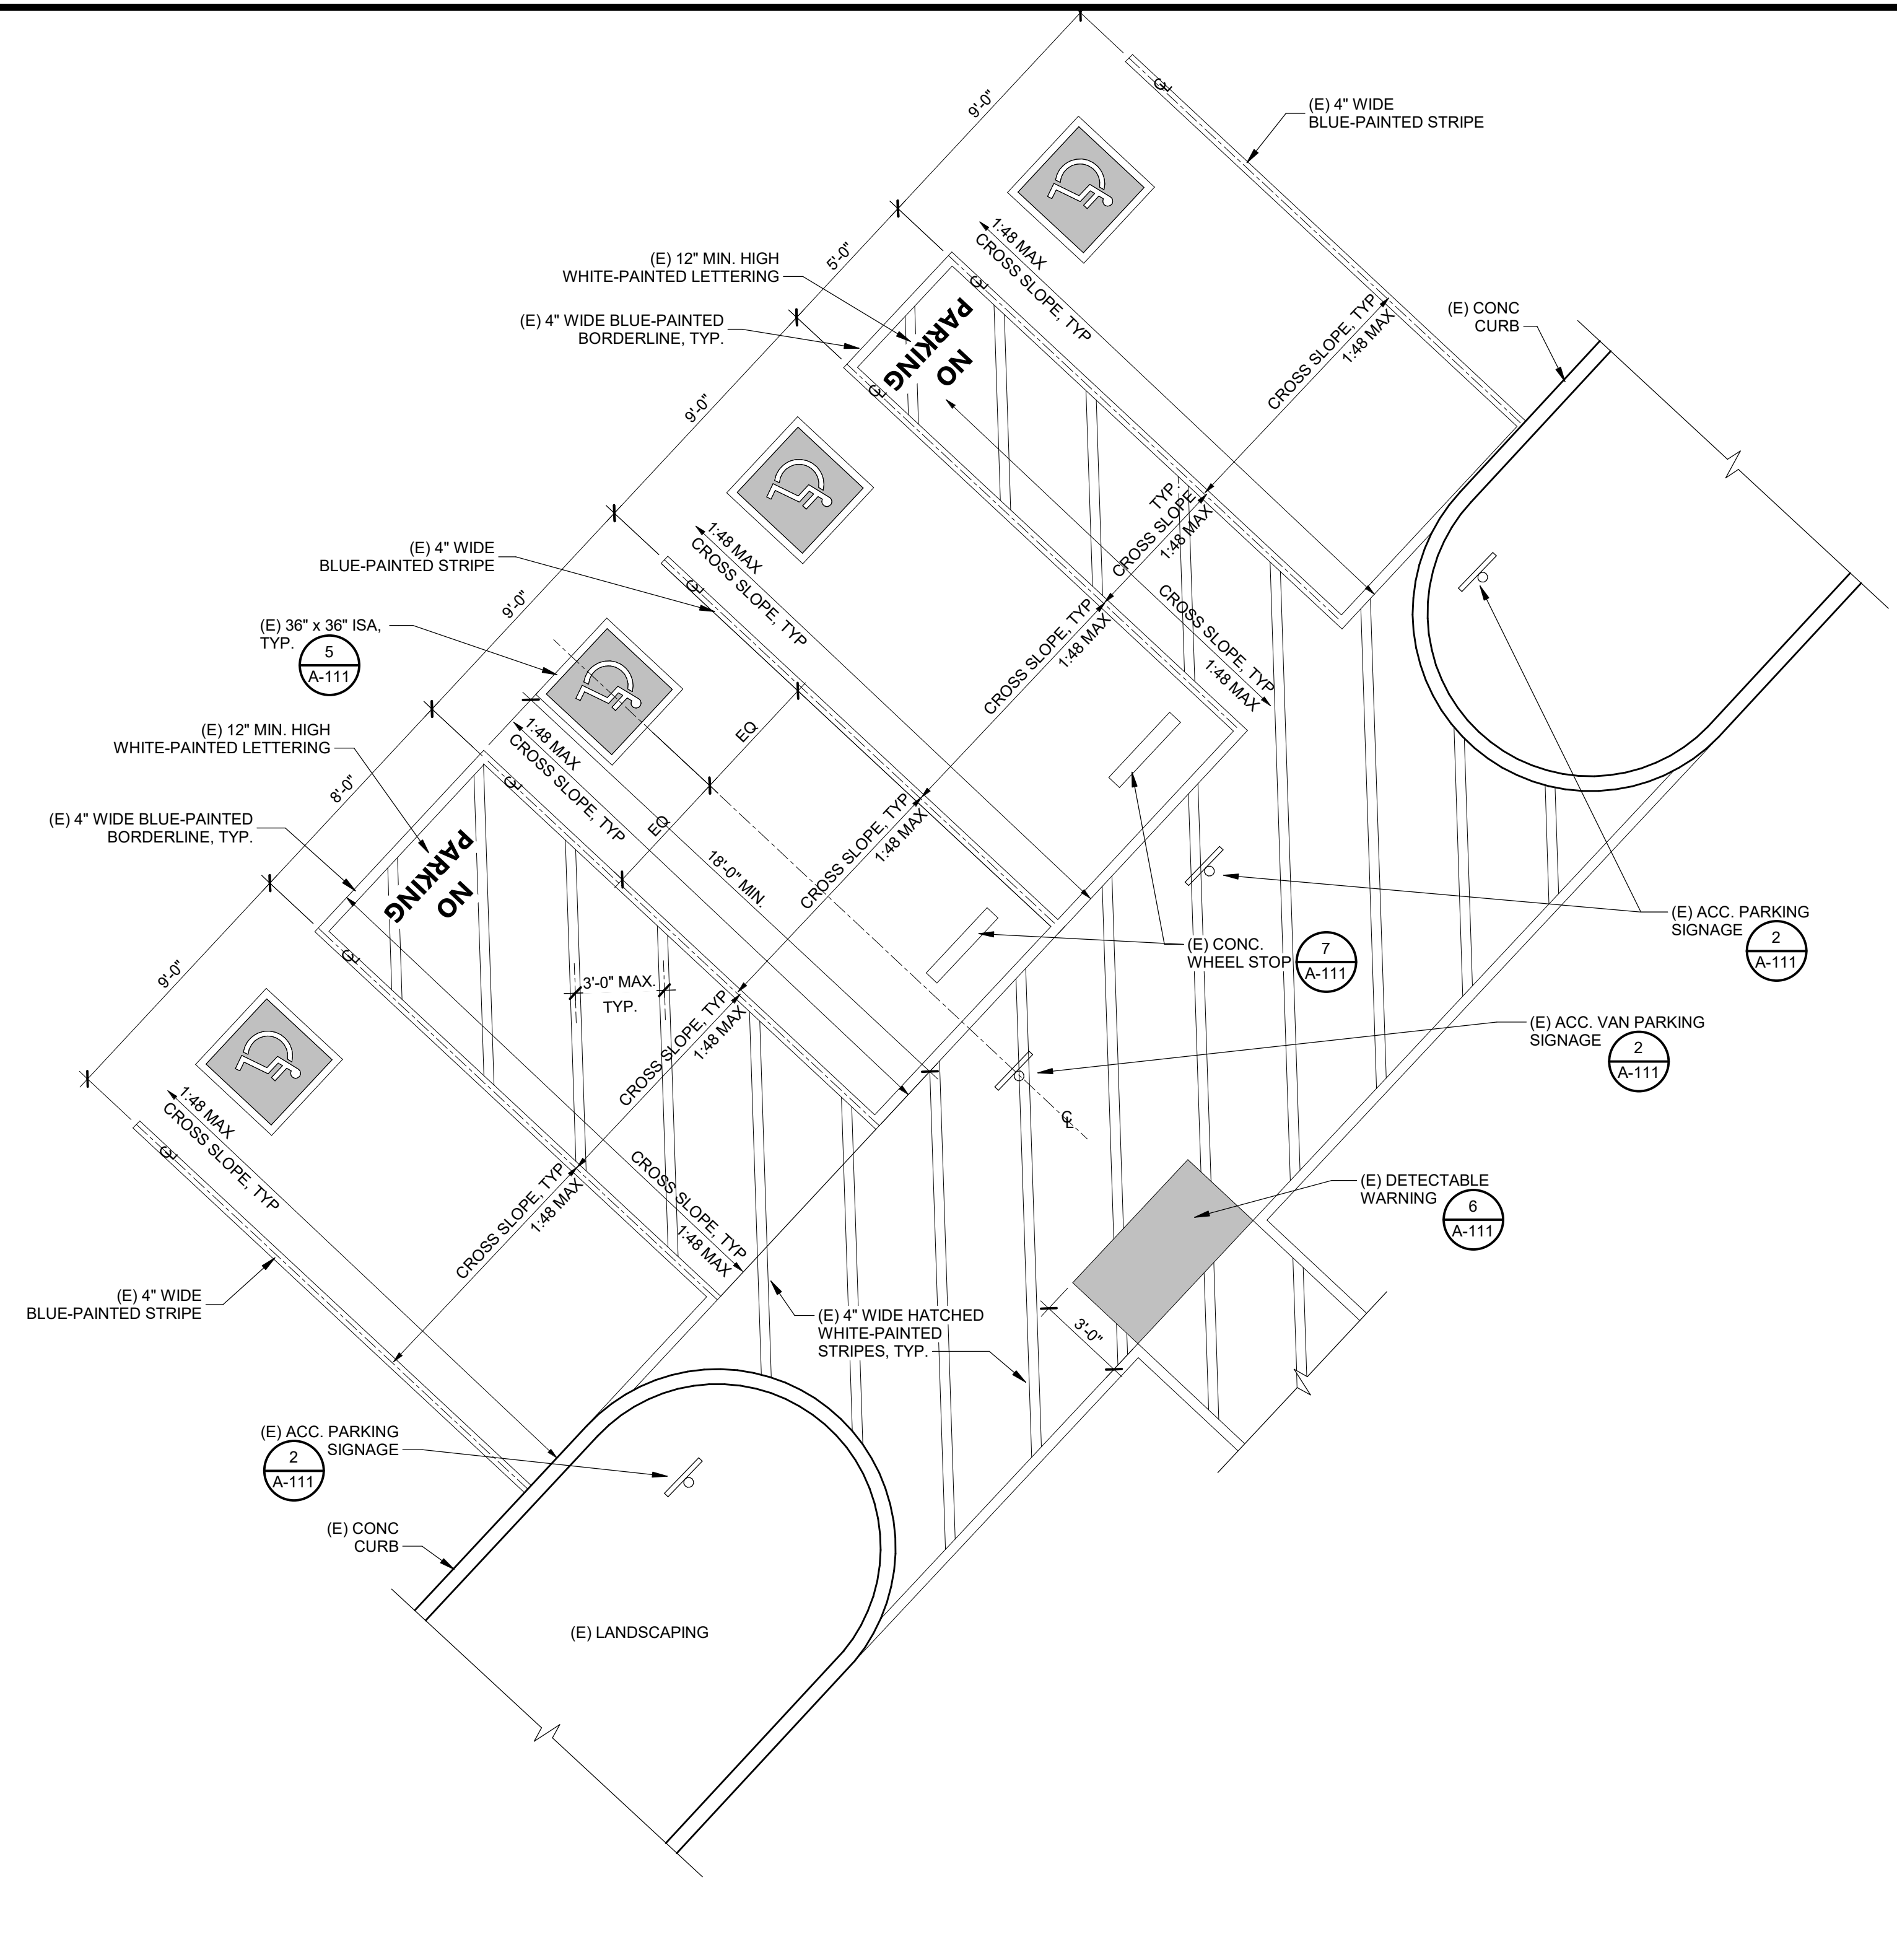 9'-0"
(E) 4" WIDE
BLUE-PAINTED STRIPE
5'-0"
1:48 MAX
CROSS SLOPE, TYP
(E) 12" MIN. HIGH
WHITE-PAINTED LETTERING
(E) 4" WIDE BLUE-PAINTED
BORDERLINE, TYP.
NO
PARKING
CROSS SLOPE, TYP
1:48 MAX
(E) CONC
CURB
9'-0"
1:48 MAX
CROSS SLOPE, TYP
TYP.
CROSS SLOPE
1:48 MAX
(E) 4" WIDE
BLUE-PAINTED STRIPE
9'-0"
CROSS SLOPE, TYP
1:48 MAX
CROSS SLOPE, TYP
1:48 MAX
(E) 36" x 36" ISA,
TYP.
5
A-111
EQ
EQ
1:48 MAX
CROSS SLOPE, TYP
(E) 12" MIN. HIGH
WHITE-PAINTED LETTERING
8'-0"
(E) 4" WIDE BLUE-PAINTED
BORDERLINE, TYP.
NO
PARKING
18'-0" MIN.
CROSS SLOPE, TYP
1:48 MAX
(E) ACC. PARKING
SIGNAGE
2
A-111
(E) CONC.
WHEEL STOP
7
A-111
9'-0"
3'-0" MAX.
TYP.
CROSS SLOPE, TYP
1:48 MAX
(E) ACC. VAN PARKING
SIGNAGE
2
A-111
1:48 MAX
CROSS SLOPE, TYP
CL
CROSS SLOPE, TYP
1:48 MAX
CROSS SLOPE, TYP
1:48 MAX
(E) DETECTABLE
WARNING
6
A-111
(E) 4" WIDE
BLUE-PAINTED STRIPE
(E) 4" WIDE HATCHED
WHITE-PAINTED
STRIPES, TYP.
3'-0"
(E) ACC. PARKING
SIGNAGE
2
A-111
(E) CONC
CURB
(E) LANDSCAPING